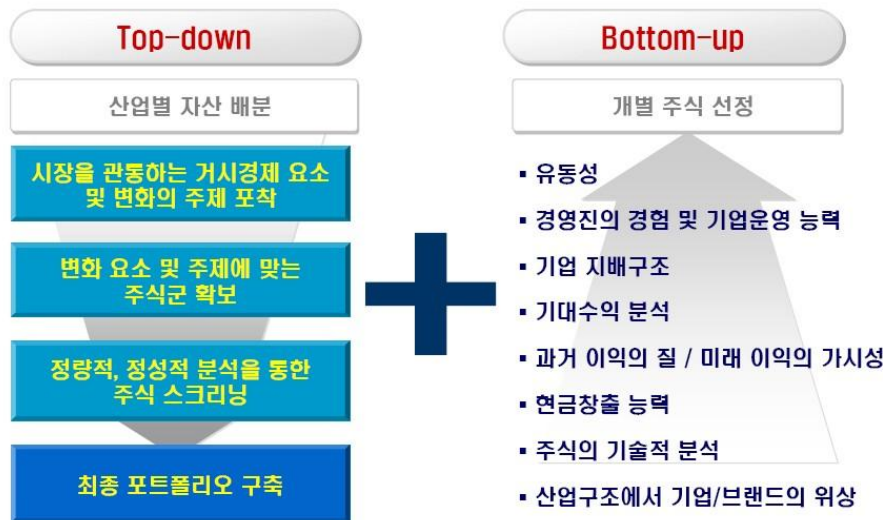 Top-down
산업별 자산 배분
시장을 관통하는 거시경제 요소
및 변화의 주제 포착
변화 요소 및 주제에 맞는
주식군 확보
정량적, 정성적 분석을 통한
주식 스크리닝
최종 포트폴리오 구축
Bottom-up
개별 주식 선정
▪ 유동성
▪ 경영진의 경험 및 기업운영 능력
▪ 기업 지배구조
▪ 기대수익 분석
▪ 과거 이익의 질 / 미래 이익의 가시성
▪ 현금창출 능력
▪ 주식의 기술적 분석
▪ 산업구조에서 기업/브랜드의 위상